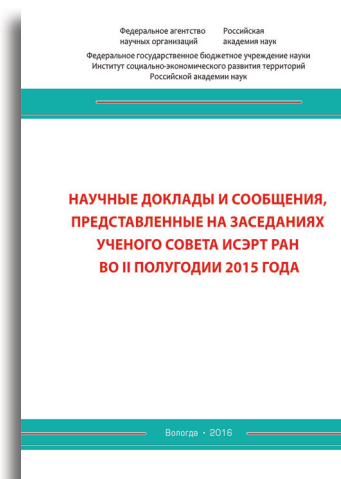 Федеральное агентство научных организаций
Российская академия наук
Федеральное государственное бюджетное учреждение науки
Институт социально-экономического развития территорий
Российской академии наук
НАУЧНЫЕ ДОКЛАДЫ И СООБЩЕНИЯ,
ПРЕДСТАВЛЕННЫЕ НА ЗАСЕДАНИЯХ
УЧЕНОГО СОВЕТА ИСЭРТ РАН
ВО II ПОЛУГОДИИ 2015 ГОДА
Вологда • 2016